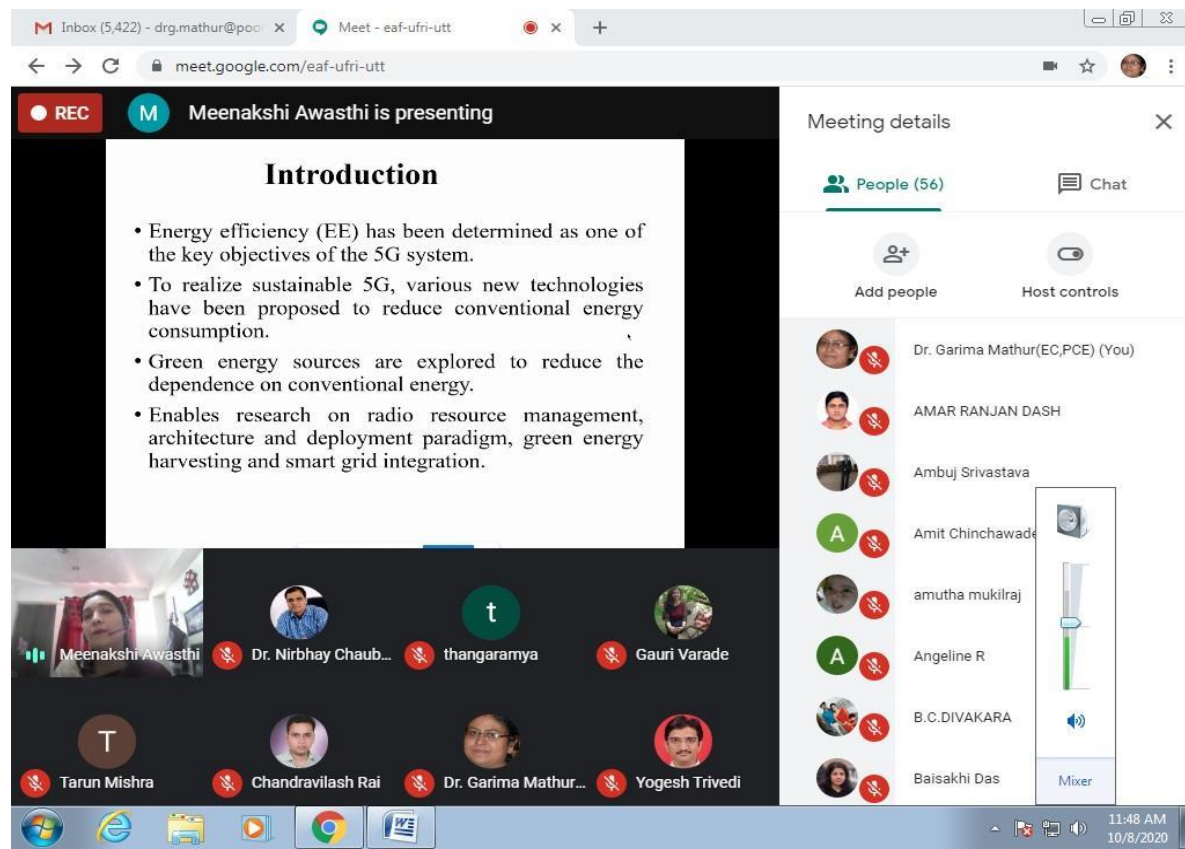 Inbox (5,422) - drg.mathur@poo
Meet - eaf-ufri-utt
meet.google.com/eaf-ufri-utt
REC
M
Meenakshi Awasthi is presenting
Introduction
• Energy efficiency (EE) has been determined as one of
the key objectives of the 5G system.
• To realize sustainable 5G, various new technologies
have been proposed to reduce conventional energy
consumption.
• Green energy sources are explored to reduce the
dependence on conventional energy.
• Enables research on radio resource management,
architecture and deployment paradigm, green energy
harvesting and smart grid integration.
Meenakshi Awasthi
Dr. Nirbhay Chaub...
t
thangaramya
Gauri Varade
T
Tarun Mishra
Chandravilash Rai
Dr. Garima Mathur...
Yogesh Trivedi
Meeting details
People (56)
Chat
Add people
Host controls
Dr. Garima Mathur(EC,PCE) (You)
AMAR RANJAN DASH
Ambuj Srivastava
A
Amit Chinchawade
amutha mukilraj
A
Angeline R
B.C.DIVAKARA
Baisakhi Das
Mixer
11:48 AM
10/8/2020